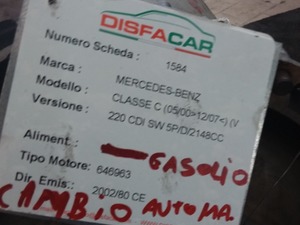 DISFACAR
Numero Scheda : 1584
Marca : MERCEDES-BENZ
Modello : CLASSE C (05/00>12/07<) (V
Versione : 220 CDI SW 5P/D/2148CC
Aliment. : GASOLIO
Tipo Motore: 646963
Dir. Emis.: 2002/80 CE
CAMBIO AUTOMA.